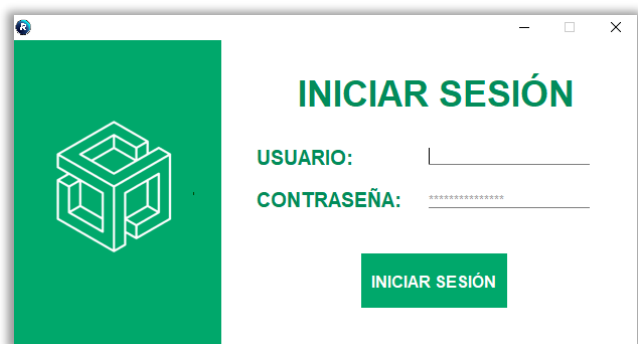 R
INICIAR SESIÓN
USUARIO:
CONTRASEÑA: ***************
INICIAR SESIÓN